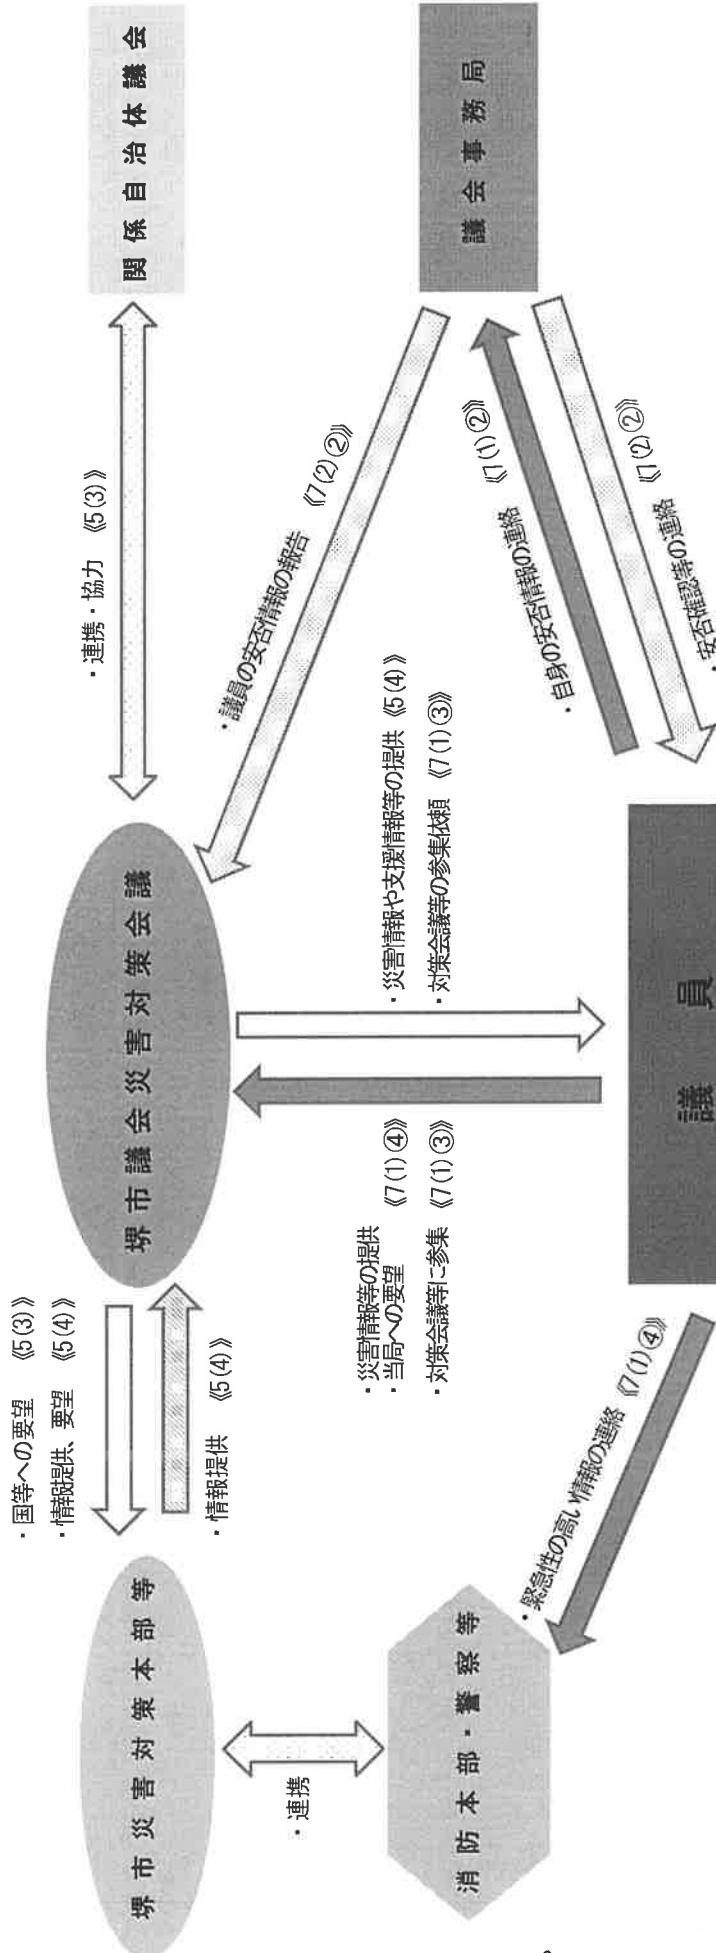 堺市災害対策本部等
・国等への要望 《5(3)》
・情報提供、要望 《5(4)》
・情報提供 《5(4)》
堺市議会災害対策会議
・連携・協力 《5(3)》
関係自治体議会
・連携
・議員の安否情報の報告 《7(2)②》
・災害情報等の提供
・当局への要望 《7(1)④》
・対策会議等に参集 《7(1)③》
・災害情報や支援情報等の提供 《5(4)》
・対策会議等の参集依頼 《7(1)③》
消防本部・警察等
議会事務局
・緊急性の高い情報の連絡 《7(1)④》
・自身の安否情報の連絡 《7(1)②》
・安否確認等の連絡 《7(2)②》
議員